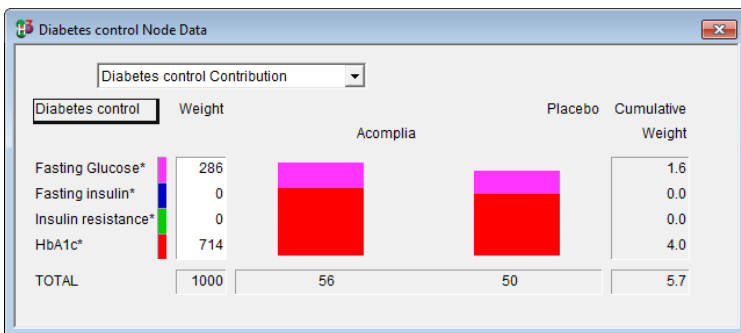 Diabetes control Node Data
Diabetes control Contribution
Diabetes control Weight Placebo Cumulative
Acomplia Weight
Fasting Glucose* 286 1.6
Fasting insulin* 0 0.0
Insulin resistance* 0 0.0
HbA1c* 714 4.0
TOTAL 1000 56 50 5.7